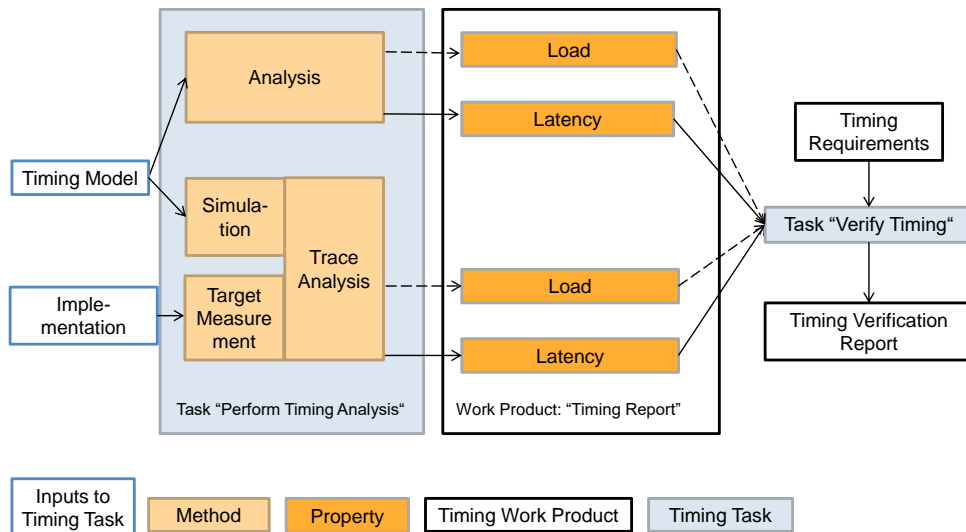 Analysis
Load
Latency
Timing
Requirements
Timing Model
Simula-
tion
Trace
Analysis
Task “Verify Timing“
Imple-
mentation
Target
Measure
ment
Load
Latency
Timing Verification
Report
Task “Perform Timing Analysis“
Work Product: “Timing Report”
Inputs to
Timing Task
Method
Property
Timing Work Product
Timing Task